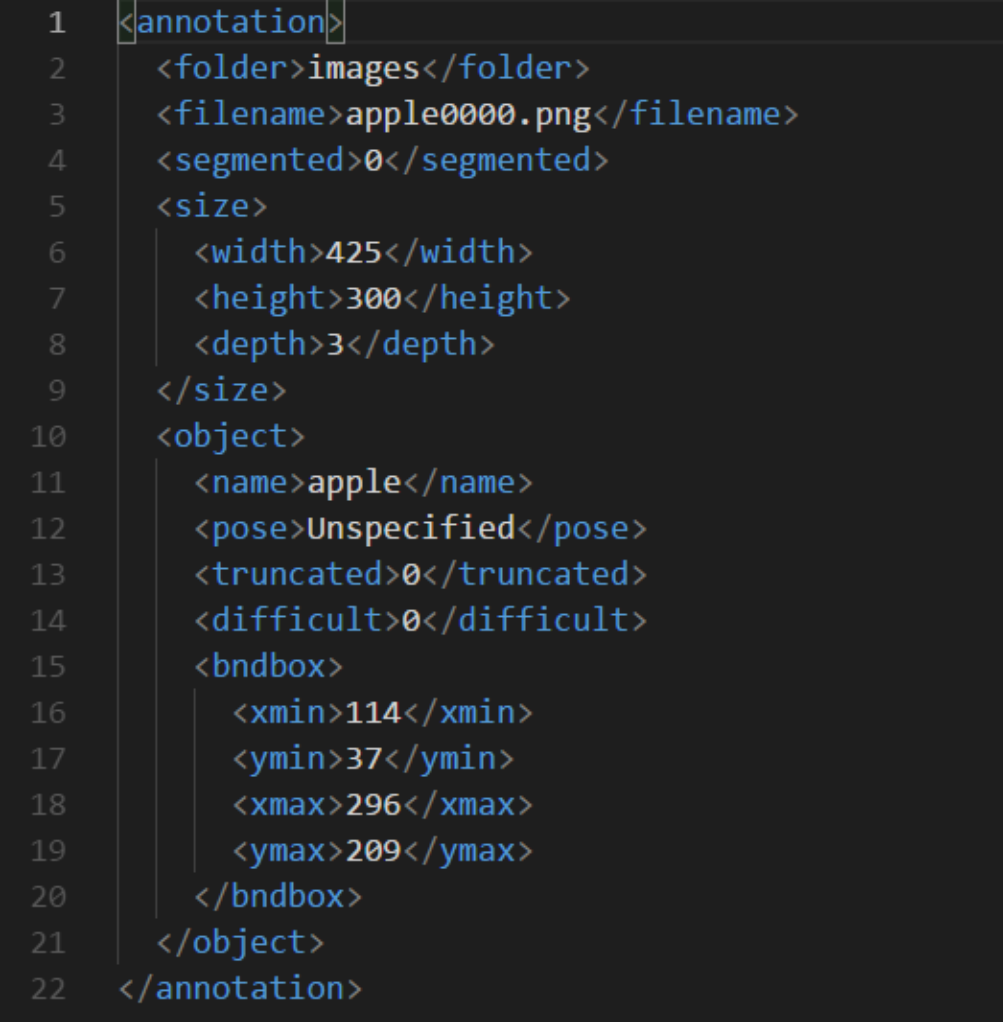 1 <annotation>
2 <folder>images</folder>
3 <filename>apple0000.png</filename>
4 <segmented>0</segmented>
5 <size>
6 <width>425</width>
7 <height>300</height>
8 <depth>3</depth>
9 </size>
10 <object>
11 <name>apple</name>
12 <pose>Unspecified</pose>
13 <truncated>0</truncated>
14 <difficult>0</difficult>
15 <bndbox>
16 <xmin>114</xmin>
17 <ymin>37</ymin>
18 <xmax>296</xmax>
19 <ymax>209</ymax>
20 </bndbox>
21 </object>
22 </annotation>